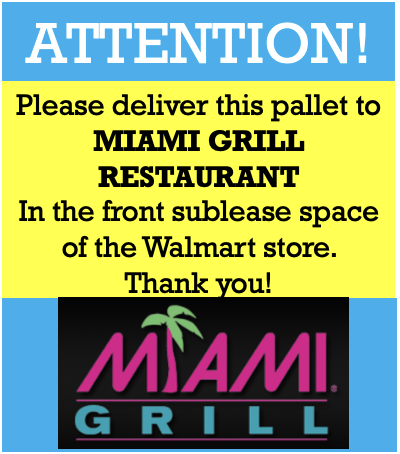 ATTENTION!
Please deliver this pallet to
MIAMI GRILL
RESTAURANT
In the front sublease space
of the Walmart store.
Thank you!
MIAMI®
GRILL